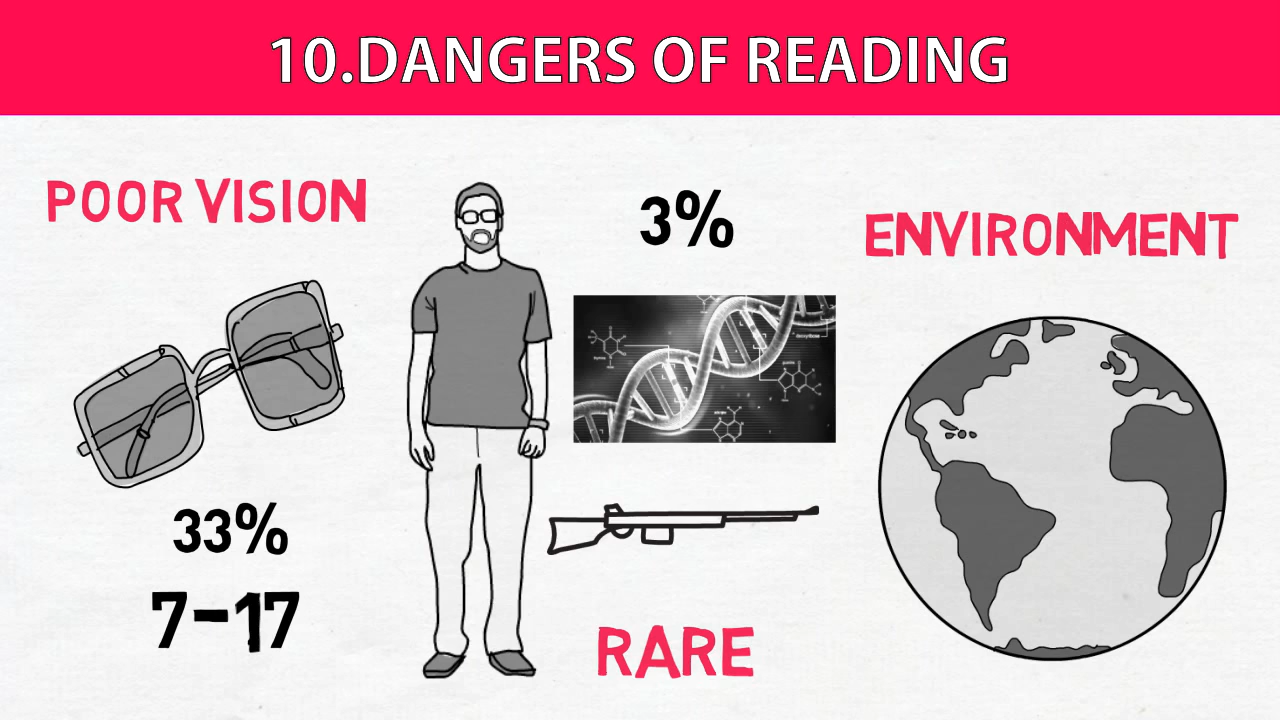 10.DANGERS OF READING
POOR VISION
33%
7-17
3%
RARE
ENVIRONMENT